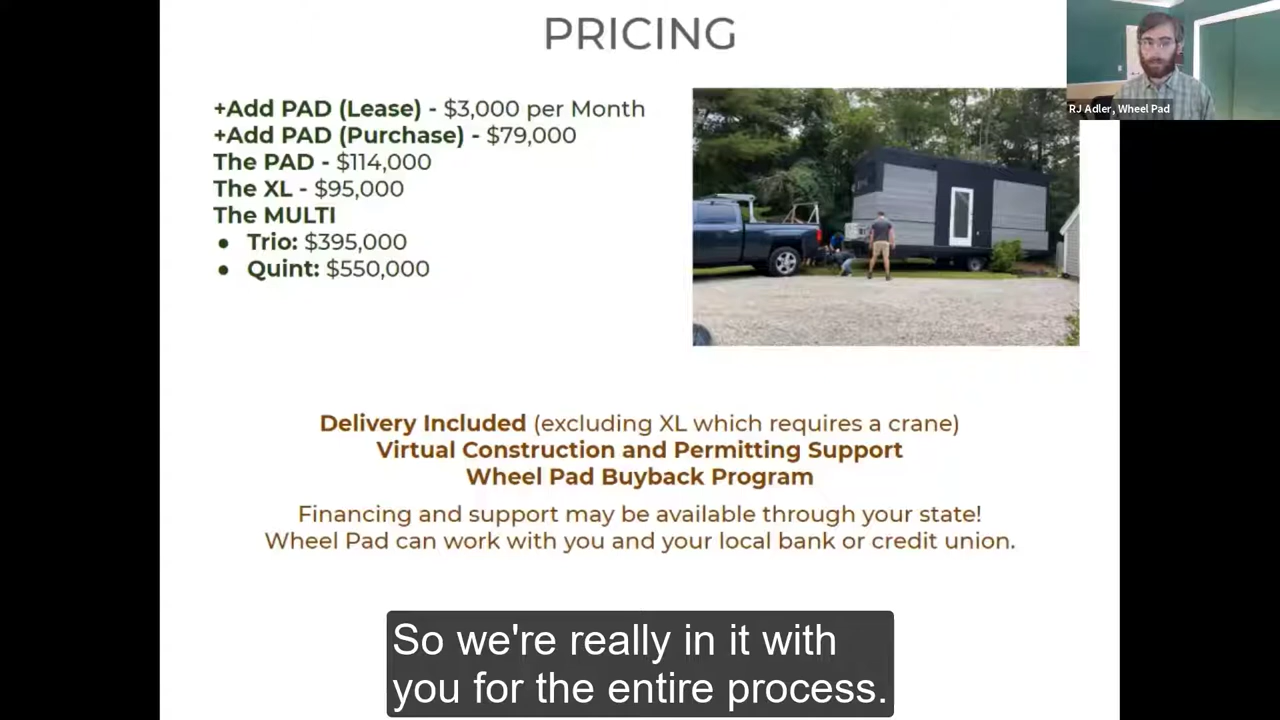 PRICING
RJ Adler, Wheel Pad
+Add PAD (Lease) - $3,000 per Month
+Add PAD (Purchase) - $79,000
The PAD - $114,000
The XL - $95,000
The MULTI
● Trio: $395,000
● Quint: $550,000
Delivery Included (excluding XL which requires a crane)
Virtual Construction and Permitting Support
Wheel Pad Buyback Program
Financing and support may be available through your state!
Wheel Pad can work with you and your local bank or credit union.
So we're really in it with
you for the entire process.